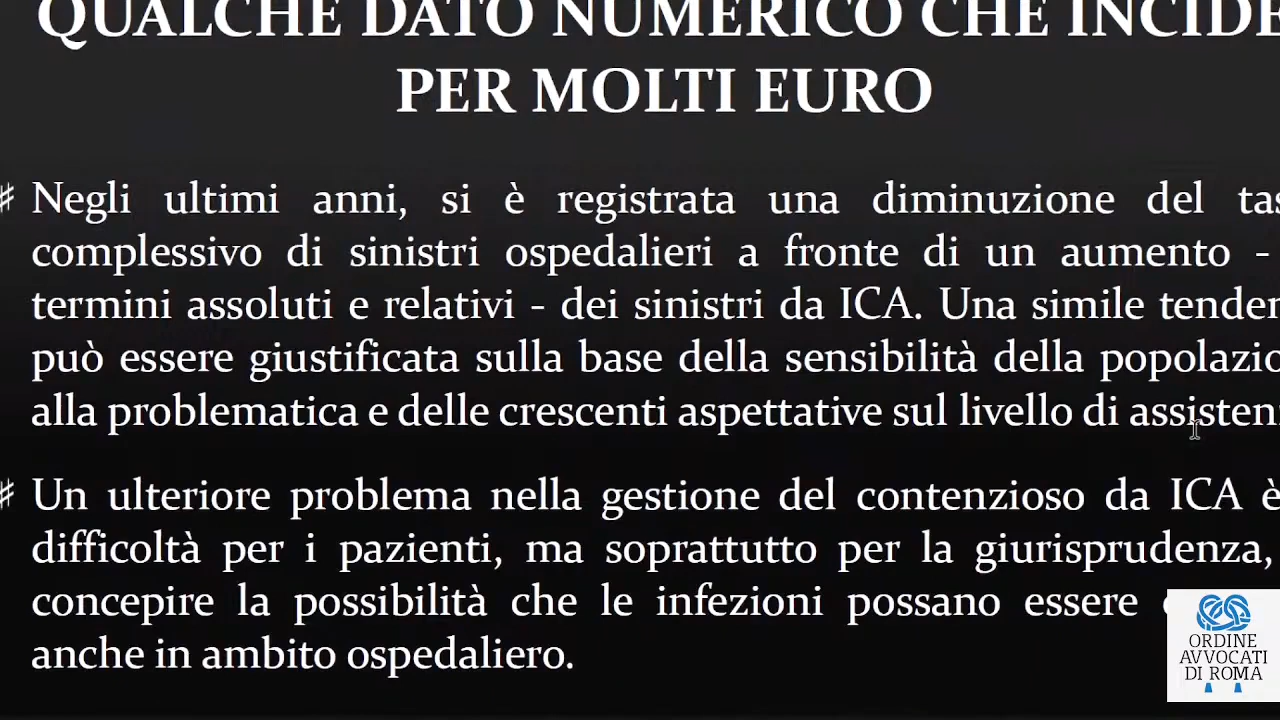 QUALCHE DATO NUMERICO CHE INCIDE
PER MOLTI EURO
Negli ultimi anni, si è registrata una diminuzione del tas
complessivo di sinistri ospedalieri a fronte di un aumento -
termini assoluti e relativi - dei sinistri da ICA. Una simile tenden
può essere giustificata sulla base della sensibilità della popolazio
alla problematica e delle crescenti aspettative sul livello di assisten
Un ulteriore problema nella gestione del contenzioso da ICA è
difficoltà per i pazienti, ma soprattutto per la giurisprudenza,
concepire la possibilità che le infezioni possano essere
anche in ambito ospedaliero.
ORDINE
AVVOCATI
DI ROMA